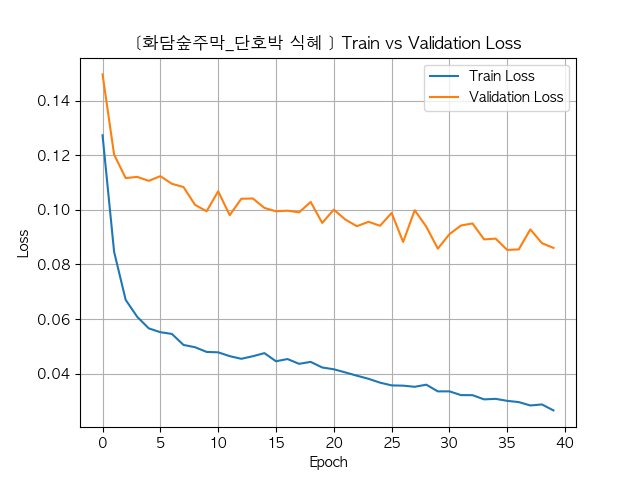 [화담숲주막_단호박 식혜 ] Train vs Validation Loss
Train Loss
Validation Loss
0.14
0.12
0.10
0.08
0.06
0.04
Loss
0 5 10 15 20 25 30 35 40
Epoch